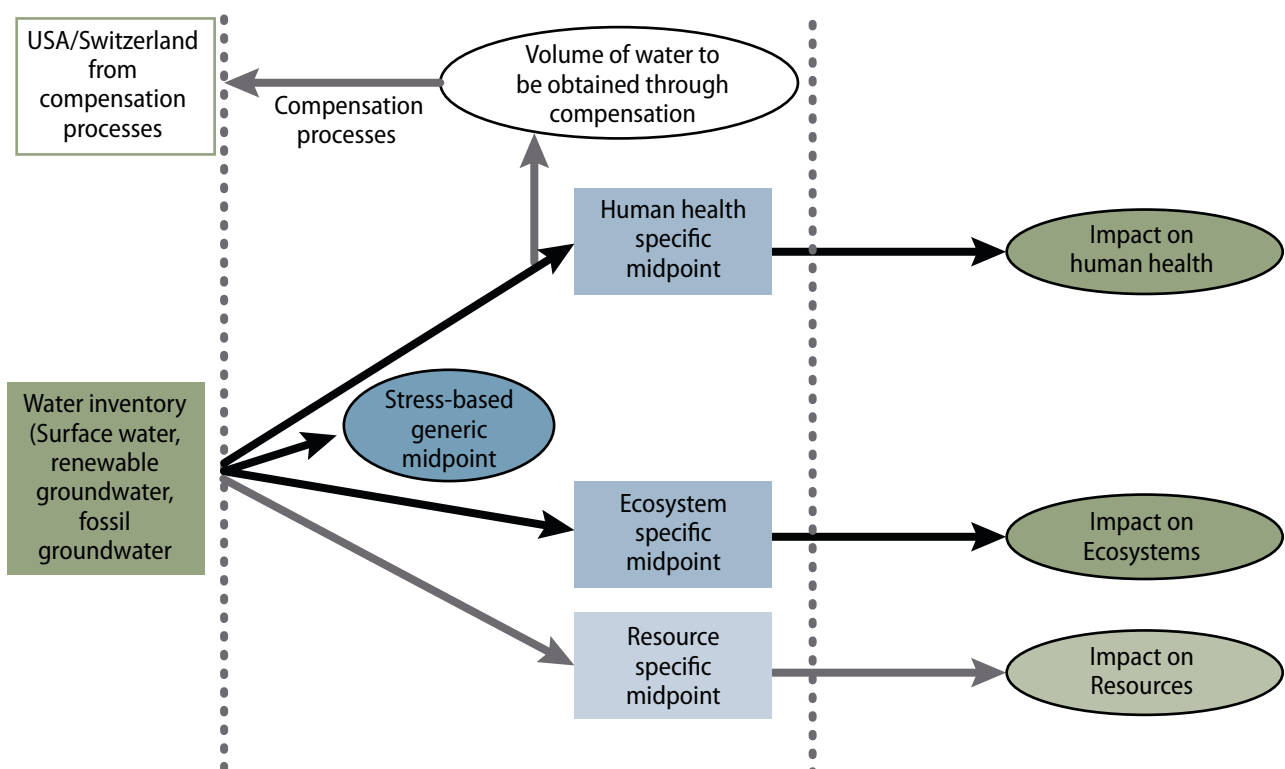 USA/Switzerland
from
compensation
processes
Compensation
processes
Volume of water to
be obtained through
compensation
Human health
specific
midpoint
Impact on
human health
Water inventory
(Surface water,
renewable
groundwater,
fossil
groundwater
Stress-based
generic
midpoint
Ecosystem
specific
midpoint
Impact on
Ecosystems
Resource
specific
midpoint
Impact on
Resources